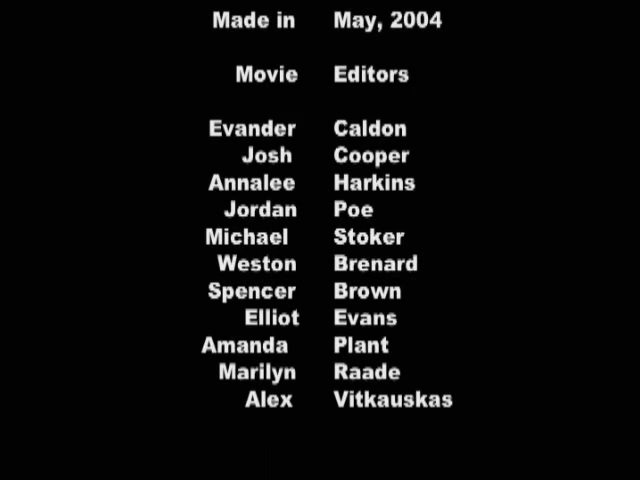 Made in May, 2004
Movie Editors
Evander Caldon
Josh Cooper
Annalee Harkins
Jordan Poe
Michael Stoker
Weston Brenard
Spencer Brown
Elliot Evans
Amanda Plant
Marilyn Raade
Alex Vitkauskas